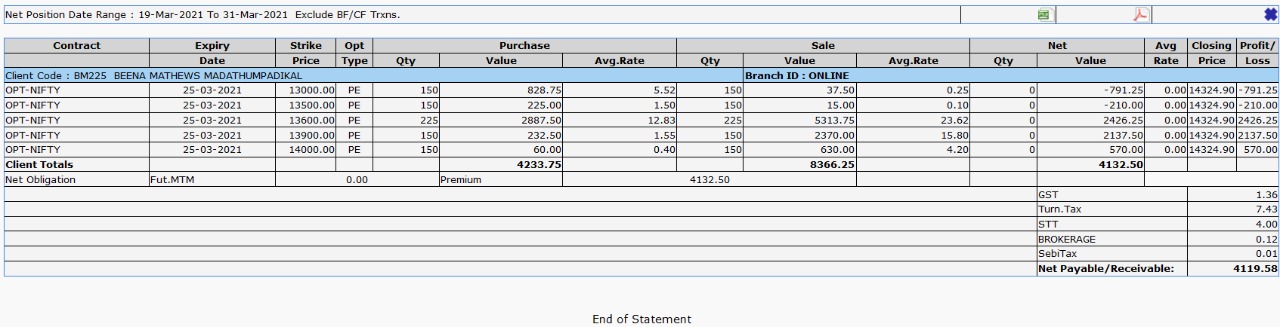 Net Position Date Range : 19-Mar-2021 To 31-Mar-2021 Exclude BF/CF Trxns.
Contract Expiry Strike Opt Purchase Sale Net Avg Closing Profit/
Date Price Type Qty Value Avg.Rate Qty Value Avg.Rate Qty Value Rate Price Loss
Client Code : BM225 BEENA MATHEWS MADATHUMPADIKAL Branch ID : ONLINE
OPT-NIFTY 25-03-2021 13000.00 PE 150 828.75 5.52 150 37.50 0.25 0 -791.25 0.00 14324.90 -791.25
OPT-NIFTY 25-03-2021 13500.00 PE 150 225.00 1.50 150 15.00 0.10 0 -210.00 0.00 14324.90 -210.00
OPT-NIFTY 25-03-2021 13600.00 PE 225 2887.50 12.83 225 5313.75 23.62 0 2426.25 0.00 14324.90 2426.25
OPT-NIFTY 25-03-2021 13900.00 PE 150 232.50 1.55 150 2370.00 15.80 0 2137.50 0.00 14324.90 2137.50
OPT-NIFTY 25-03-2021 14000.00 PE 150 60.00 0.40 150 630.00 4.20 0 570.00 0.00 14324.90 570.00
Client Totals 4233.75 8366.25 4132.50
Net Obligation Fut.MTM 0.00 Premium 4132.50
GST 1.36
Turn.Tax 7.43
STT 4.00
BROKERAGE 0.12
SebiTax 0.01
Net Payable/Receivable: 4119.58
End of Statement